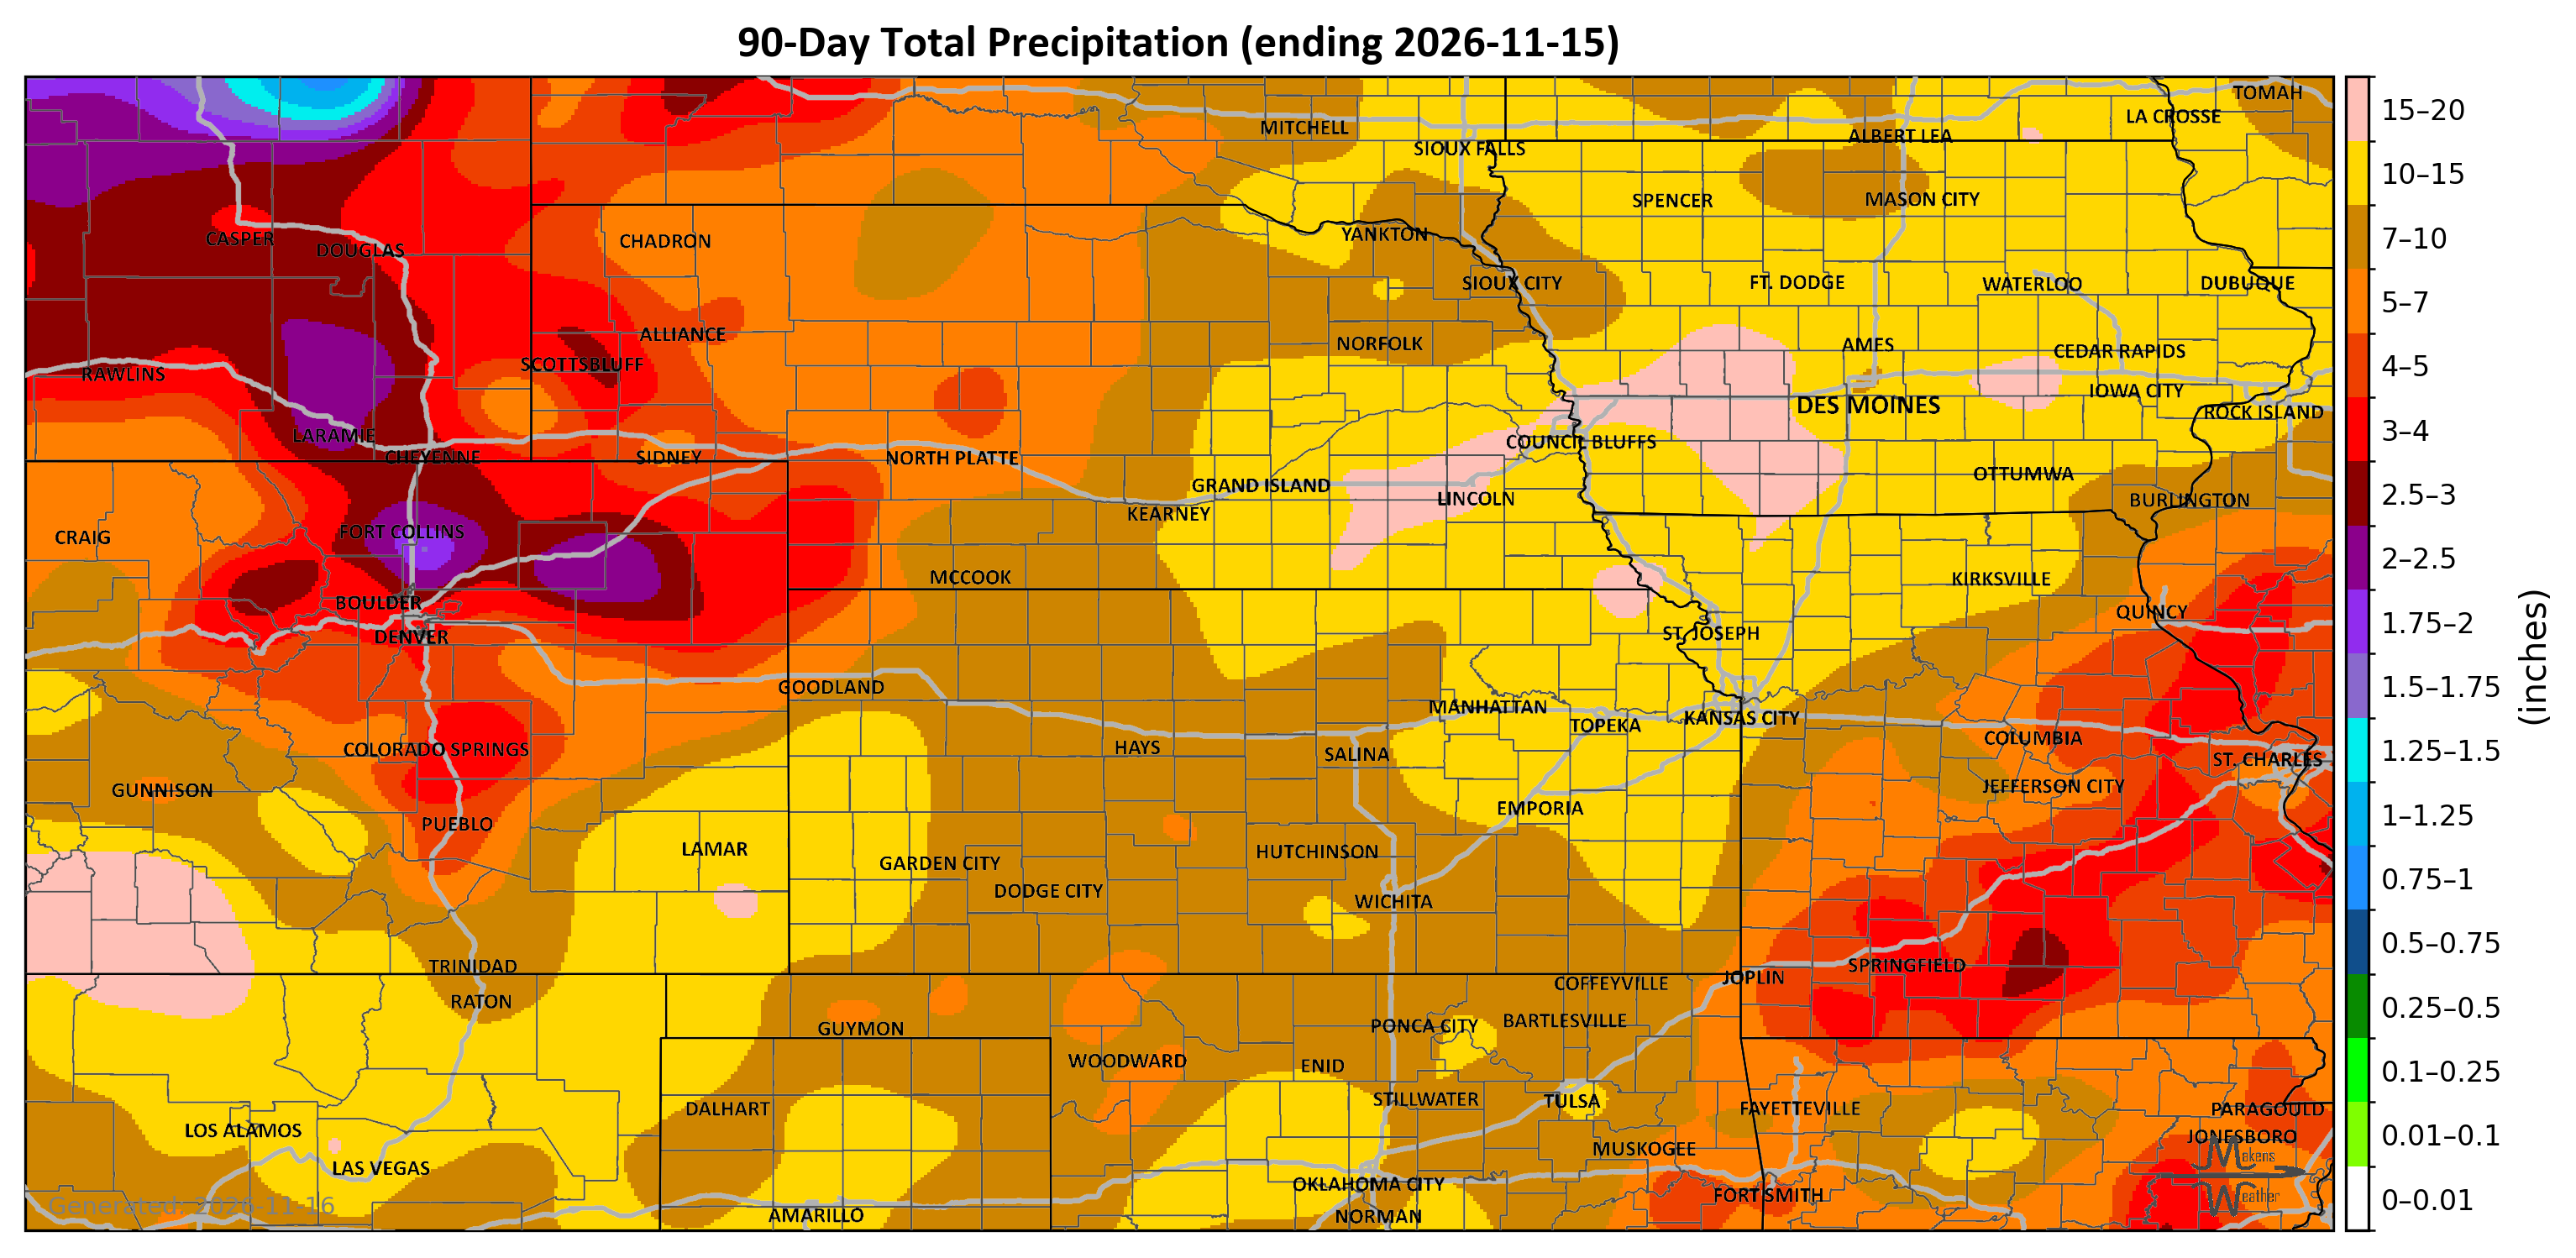 90-Day Total Precipitation (ending 2026-11-15)
TOMAH
LA CROSSE
MITCHELL
ALBERT LEA
SIOUX FALLS
SPENCER
MASON CITY
CASPER
DOUGLAS
CHADRON
YANKTON
SIOUX CITY
FT. DODGE
WATERLOO
DUBUQUE
ALLIANCE
NORFOLK
AMES
CEDAR RAPIDS
SCOTTSBLUFF
RAWLINS
IOWA CITY
DES MOINES
ROCK ISLAND
LARAMIE
COUNCIL BLUFFS
CHEYENNE
SIDNEY
NORTH PLATTE
OTTUMWA
GRAND ISLAND
LINCOLN
BURLINGTON
KEARNEY
FORT COLLINS
CRAIG
MCCOOK
KIRKSVILLE
BOULDER
QUINCY
DENVER
ST. JOSEPH
GOODLAND
MANHATTAN
TOPEKA
KANSAS CITY
COLUMBIA
COLORADO SPRINGS
HAYS
SALINA
ST. CHARLES
GUNNISON
JEFFERSON CITY
EMPORIA
PUEBLO
LAMAR
HUTCHINSON
GARDEN CITY
DODGE CITY
WICHITA
TRINIDAD
SPRINGFIELD
JOPLIN
COFFEYVILLE
RATON
GUYMON
PONCA CITY
BARTLESVILLE
WOODWARD
ENID
STILLWATER
TULSA
DALHART
FAYETTEVILLE
PARAGOULD
LOS ALAMOS
JONESBORO
MUSKOGEE
LAS VEGAS
OKLAHOMA CITY
FORT SMITH
AMARILLO
NORMAN
Generated: 2026-11-16
Makens
Weather
15–20
10–15
7–10
5–7
4–5
3–4
2.5–3
2–2.5
1.75–2
1.5–1.75
1.25–1.5
1–1.25
0.75–1
0.5–0.75
0.25–0.5
0.1–0.25
0.01–0.1
0–0.01
(inches)